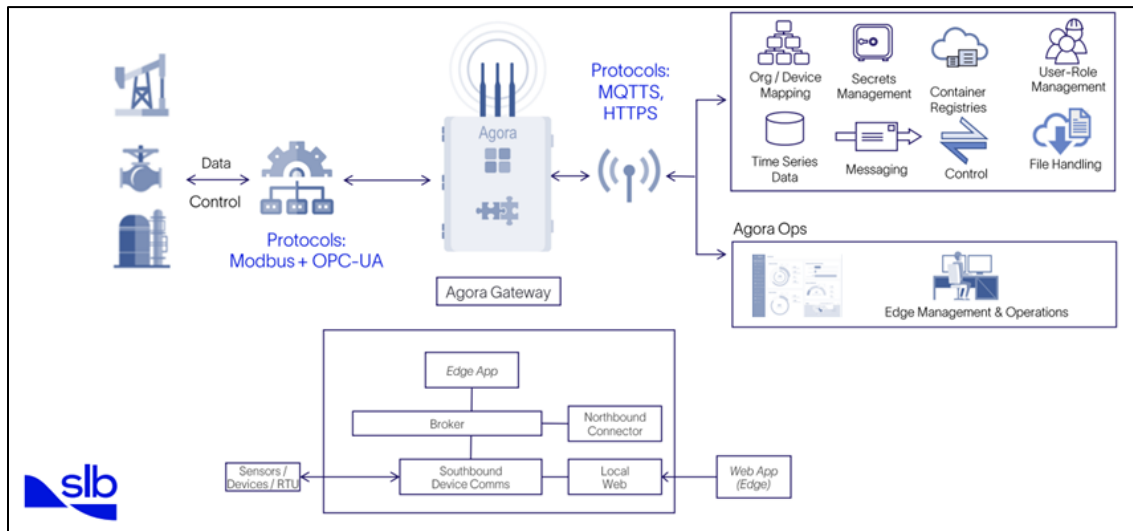 Data
Control
Protocols:
Modbus + OPC-UA
Agora
Agora Gateway
Protocols:
MQTTS,
HTTPS
Org / Device
Mapping
Secrets
Management
Container
Registries
User-Role
Management
Time Series
Data
Messaging
Control
File Handling
Agora Ops
Edge Management & Operations
Edge App
Broker
Northbound
Connector
Sensors /
Devices / RTU
Southbound
Device Comms
Local
Web
Web App
(Edge)
slb